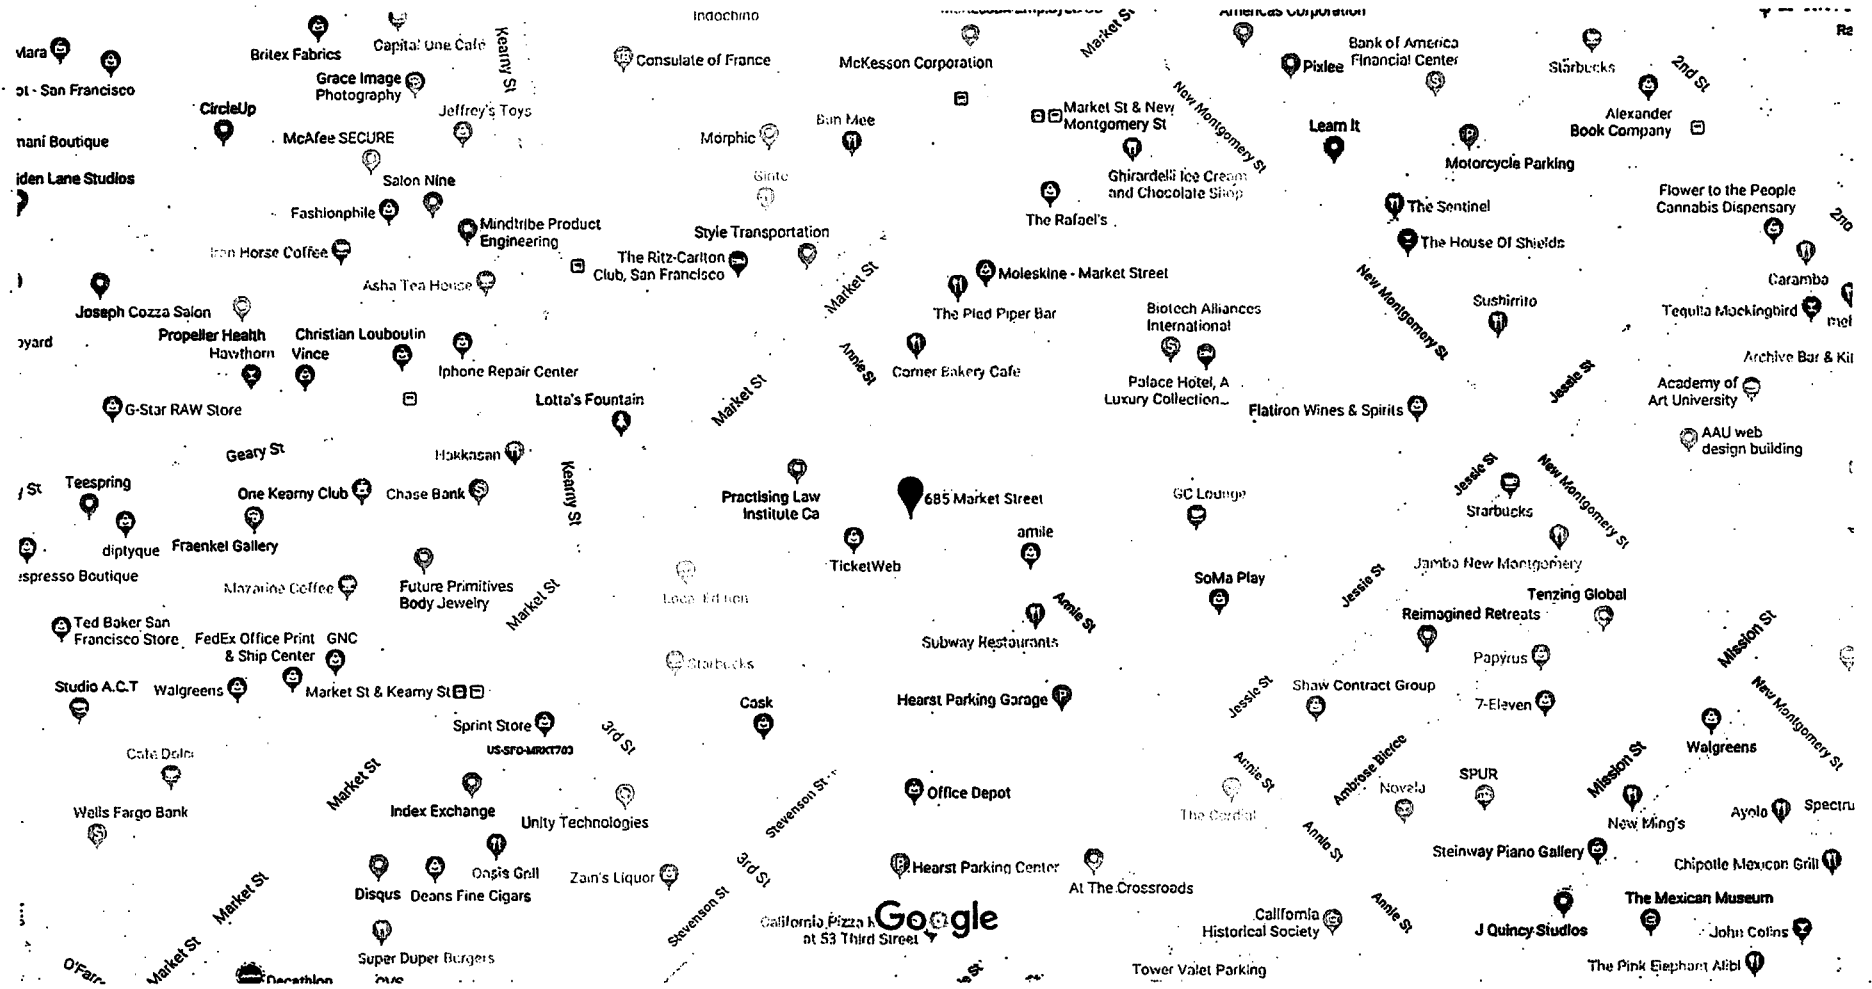 Indochino
Americas Corporation
Market St
Britex Fabrics
Capital One Café
Kearny St
Consulate of France
McKesson Corporation
Pixlee
Bank of America
Financial Center
Starbucks
2nd St
- San Francisco
Grace Image
Photography
CircleUp
Jeffrey's Toys
McAfee SECURE
Morphic
Bun Mee
Market St & New
Montgomery St
New Montgomery St
Learn It
Motorcycle Parking
Alexander
Book Company
Boutique
Lane Studios
Salon Nine
Fashionphile
Mindtribe Product
Engineering
Ghirardelli Ice Cream
and Chocolate Shop
The Rafael's
The Sentinel
The House Of Shields
Flower to the People
Cannabis Dispensary
Iron Horse Coffee
Style Transportation
The Ritz-Carlton
Club, San Francisco
Market St
Moleskine - Market Street
New Montgomery St
Caramba
Asha Tea House
Joseph Cozza Salon
The Pied Piper Bar
Biotech Alliances
International
Sushirrito
Tequila Mockingbird
Propeller Health
Christian Louboutin
Hawthorn
Vince
Iphone Repair Center
Annie St
Corner Bakery Cafe
Archive Bar &
Market St
Palace Hotel, A
Luxury Collection...
Jessie St
Academy of
Art University
G-Star RAW Store
Lotta's Fountain
Flatiron Wines & Spirits
AAU web
design building
Geary St
Hakkasan
Kearny St
Jessie St
New Montgomery St
Teespring
One Kearny Club
Chase Bank
Practising Law
Institute Ca
685 Market Street
GC Lounge
Starbucks
diptyque
Fraenkel Gallery
TicketWeb
amile
Jamba New Montgomery
Boutique
Mazarine Coffee
Future Primitives
Body Jewelry
Market St
Local Edition
SoMa Play
Jessie St
Tenzing Global
Annie St
Reimagined Retreats
Ted Baker San
Francisco Store
FedEx Office Print
& Ship Center
GNC
Subway Restaurants
Mission St
Starbucks
Papyrus
Studio A.C.T
Walgreens
Market St & Kearny St
Cask
Hearst Parking Garage
Jessie St
Shaw Contract Group
7-Eleven
New Montgomery St
Sprint Store
US-SFO-MRKT703
3rd St
Walgreens
Market St
Annie St
Ambrose Bierce
Mission St
Wells Fargo Bank
Index Exchange
Unity Technologies
Stevenson St
Office Depot
The Cordial
Novela
SPUR
New Ming's
Ayola
Annie St
Oasis Grill
Zain's Liquor
3rd St
Hearst Parking Center
At The Crossroads
Steinway Piano Gallery
Chipotle Mexican Grill
Disqus
Deans Fine Cigars
Market St
Stevenson St
Google
at 53 Third Street
California
Historical Society
Annie St
The Mexican Museum
J Quincy Studios
John Colins
Market St
Super Duper Burgers
Tower Valet Parking
The Pink Elephant Alibi
Decathlon
CVS